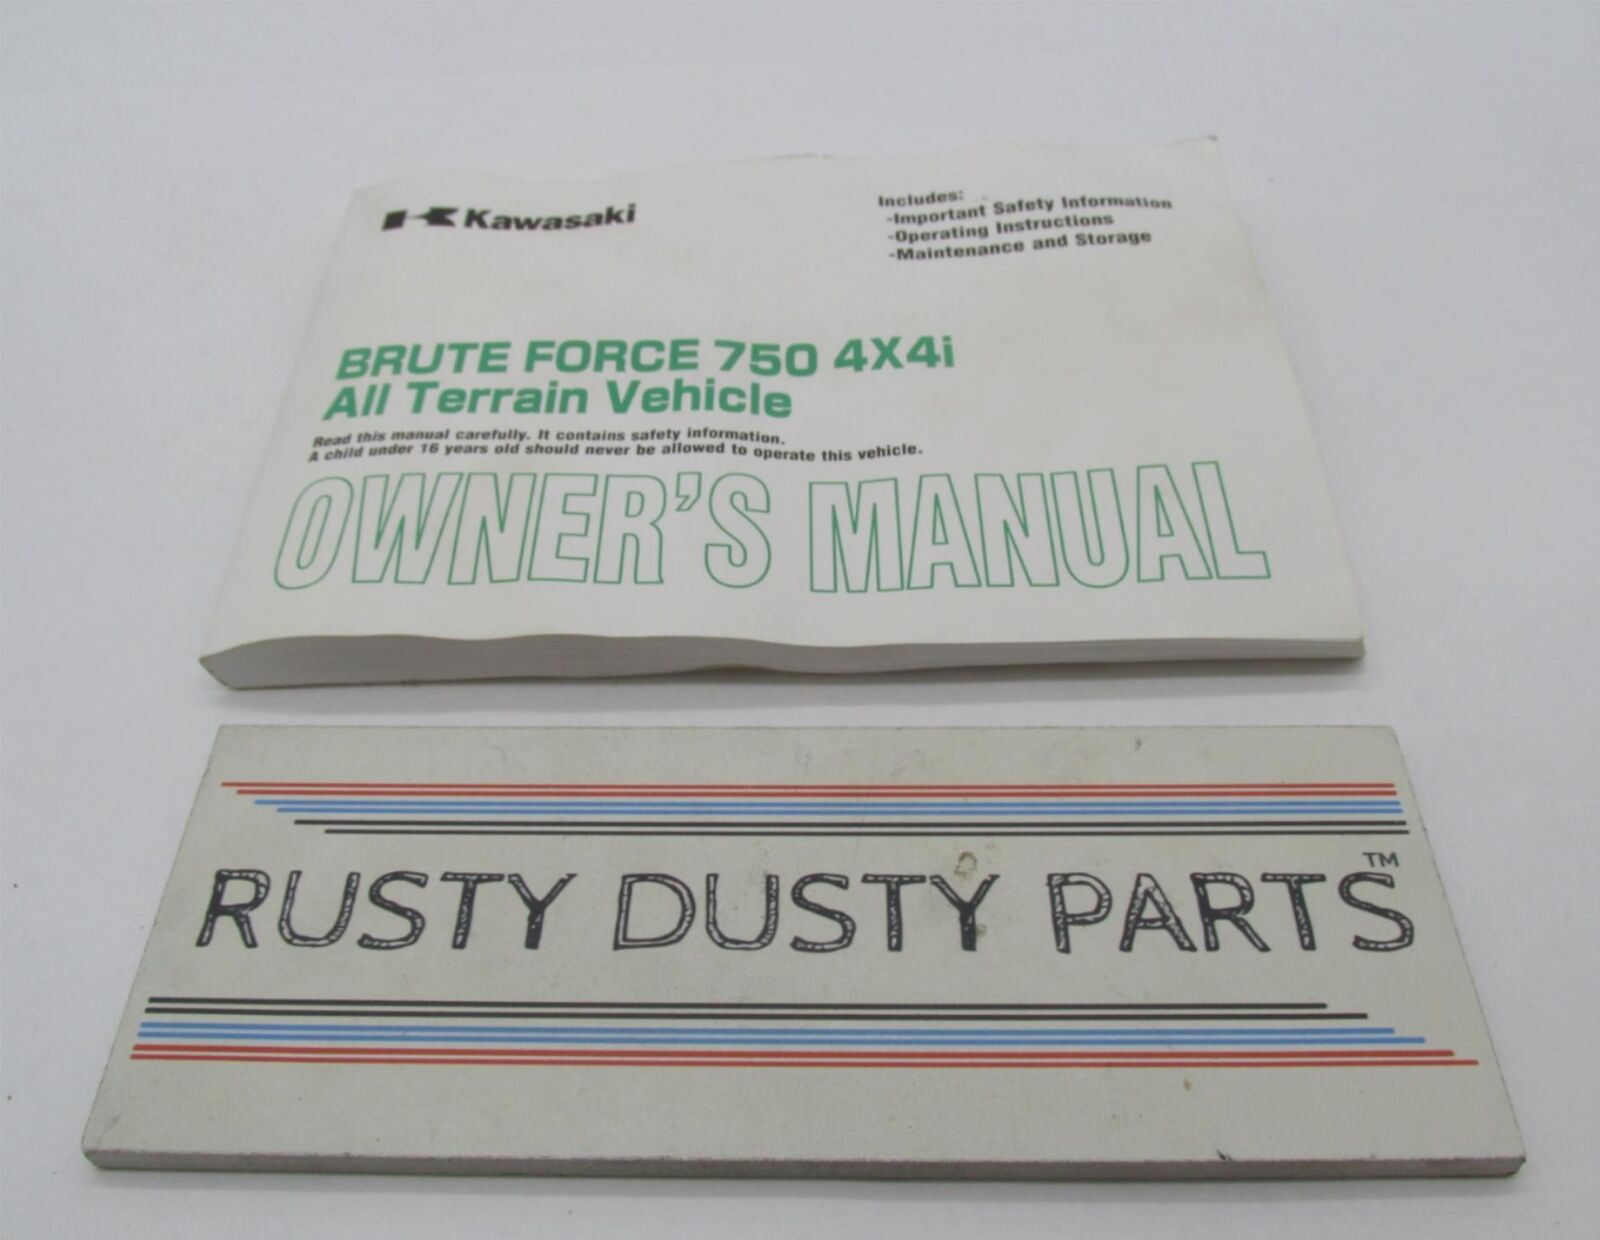 Kawasaki
Includes:
-Important Safety Information
-Operating Instructions
-Maintenance and Storage
BRUTE FORCE 750 4X4i
All Terrain Vehicle
Read this manual carefully. It contains safety information.
A child under 16 years old should never be allowed to operate this vehicle.
OWNER'S MANUAL
RUSTY DUSTY PARTS™